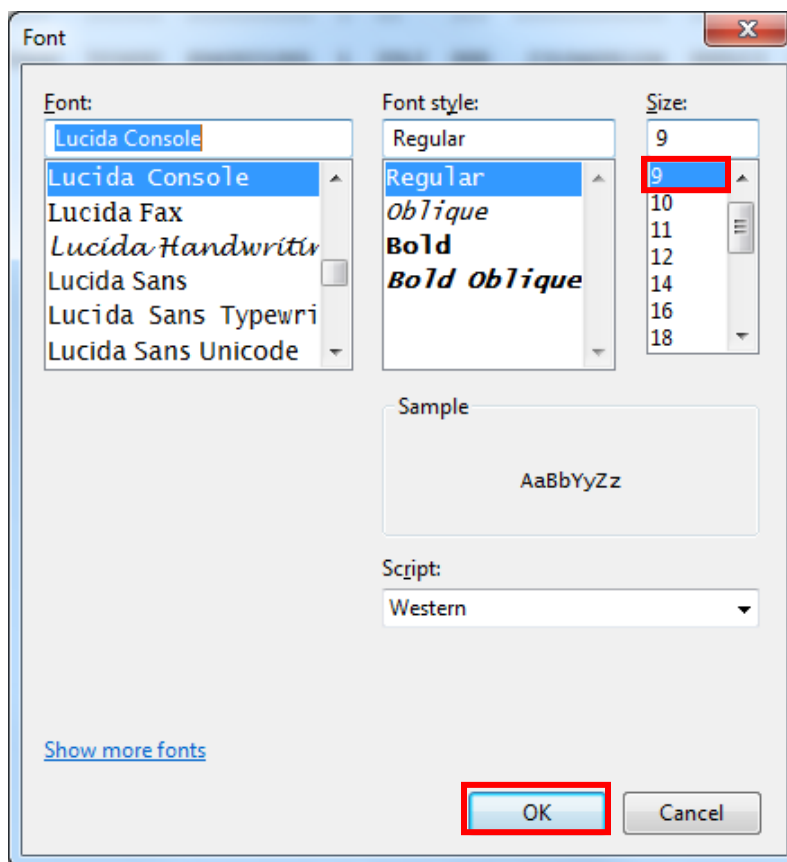 Font
Font:
Font style:
Size:
Lucida Console
Regular
9
Lucida Console
Lucida Fax
Lucida Handwritin
Lucida Sans
Lucida Sans Typewri
Lucida Sans Unicode
Regular
Oblique
Bold
Bold Oblique
9
10
11
12
14
16
18
Sample
AaBbYyZz
Script:
Western
Show more fonts
OK
Cancel